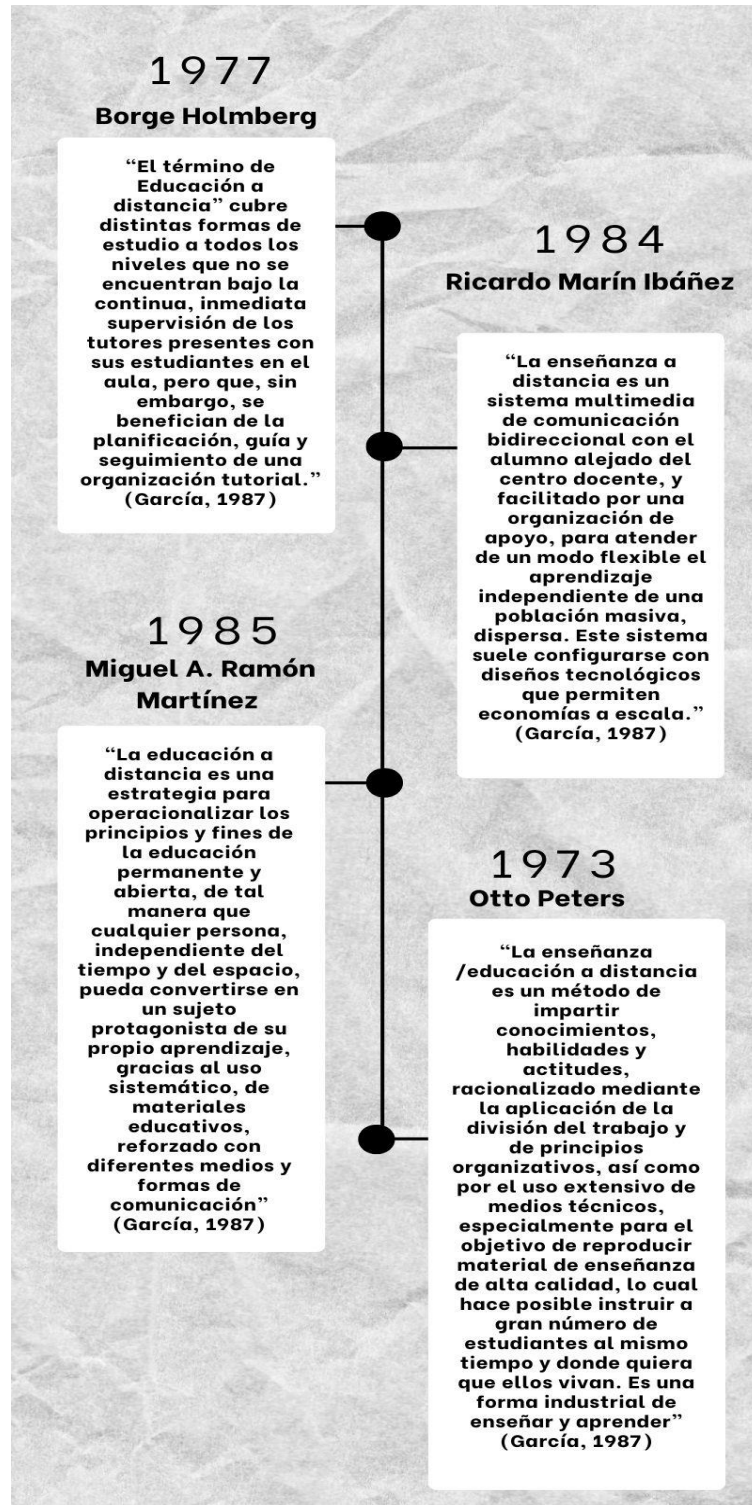 1977
Borge Holmberg
“El término de
Educación a
distancia” cubre
distintas formas de
estudio a todos los
niveles que no se
encuentran bajo la
continua, inmediata
supervisión de los
tutores presentes con
sus estudiantes en el
aula, pero que, sin
embargo, se
benefician de la
planificación, guía y
seguimiento de una
organización tutorial.”
(García, 1987)
1984
Ricardo Marín Ibáñez
“La enseñanza a
distancia es un
sistema multimedia
de comunicación
bidireccional con el
alumno alejado del
centro docente, y
facilitado por una
organización de
apoyo, para atender
de un modo flexible el
aprendizaje
independiente de una
población masiva,
dispersa. Este sistema
suele configurarse con
diseños tecnológicos
que permiten
economías a escala.”
(García, 1987)
1985
Miguel A. Ramón
Martínez
“La educación a
distancia es una
estrategia para
operacionalizar los
principios y fines de
la educación
permanente y
abierta, de tal
manera que
cualquier persona,
independiente del
tiempo y del espacio,
pueda convertirse en
un sujeto
protagonista de su
propio aprendizaje,
gracias al uso
sistemático, de
materiales
educativos,
reforzado con
diferentes medios y
formas de
comunicación”
(García, 1987)
1973
Otto Peters
“La enseñanza
/educación a distancia
es un método de
impartir
conocimientos,
habilidades y
actitudes,
racionalizado mediante
la aplicación de la
división del trabajo y
de principios
organizativos, así como
por el uso extensivo de
medios técnicos,
especialmente para el
objetivo de reproducir
material de enseñanza
de alta calidad, lo cual
hace posible instruir a
gran número de
estudiantes al mismo
tiempo y donde quiera
que ellos vivan. Es una
forma industrial de
enseñar y aprender”
(García, 1987)